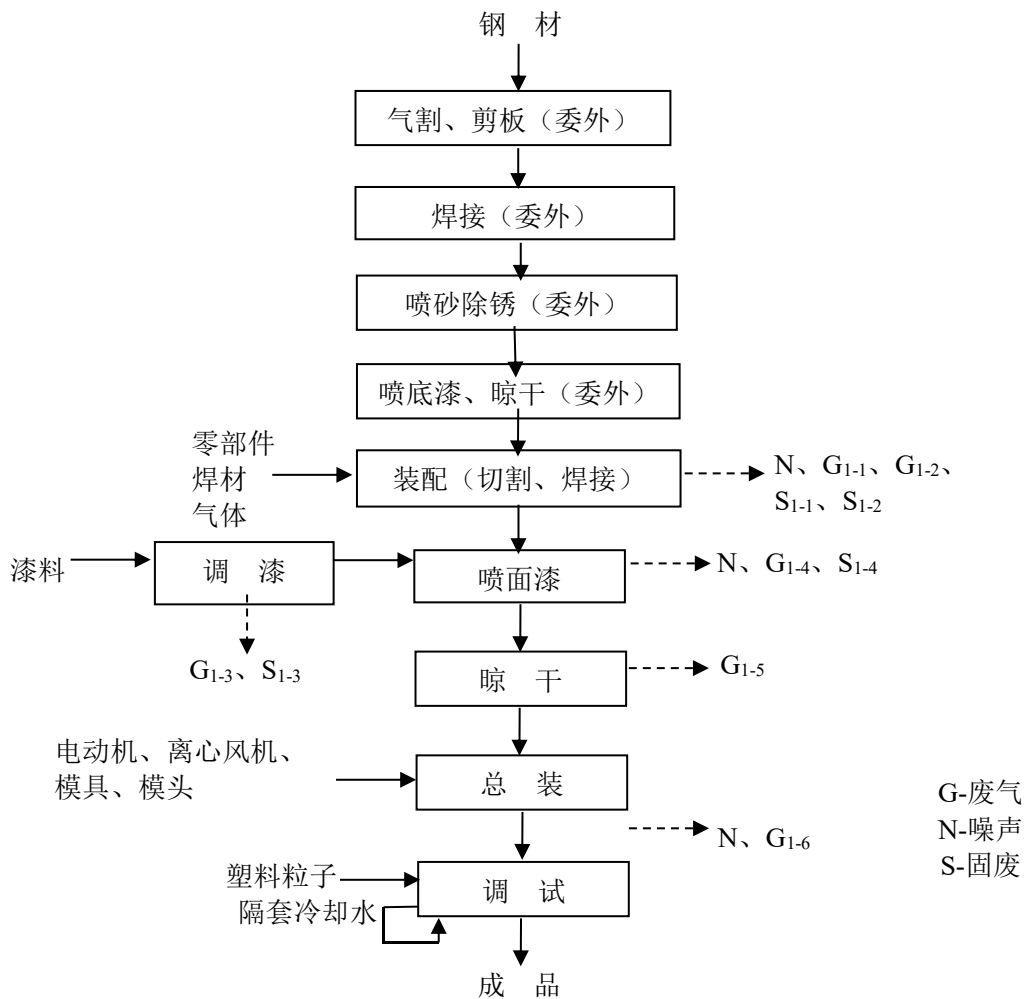 钢 材
气割、剪板（委外）
焊接（委外）
喷砂除锈（委外）
喷底漆、晾干（委外）
零部件
焊材
气体
装配（切割、焊接）
N、G1-1、G1-2、
S1-1、S1-2
漆料
调 漆
喷面漆
N、G1-4、S1-4
G1-3、S1-3
晾 干
G1-5
电动机、离心风机、
模具、模头
总 装
G-废气
N-噪声
S-固废
N、G1-6
塑料粒子
隔套冷却水
调 试
成 品